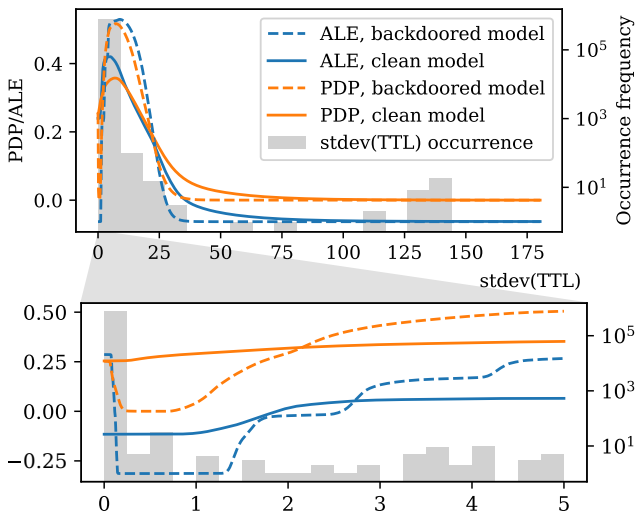 ALE, backdoored model
ALE, clean model
PDP, backdoored model
PDP, clean model
stdev(TTL) occurrence
PDP/ALE
0.4
0.2
0.0
Occurrence frequency
10^5
10^3
10^1
0 25 50 75 100 125 150 175
stdev(TTL)
0.50
0.25
0.00
−0.25
10^5
10^3
10^1
0 1 2 3 4 5